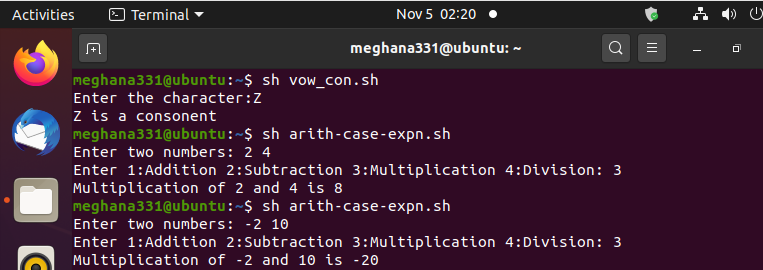 Activities Terminal Nov 5 02:20
meghana331@ubuntu: ~
meghana331@ubuntu:~$ sh vow_con.sh
Enter the character:Z
Z is a consonent
meghana331@ubuntu:~$ sh arith-case-expn.sh
Enter two numbers: 2 4
Enter 1:Addition 2:Subtraction 3:Multiplication 4:Division: 3
Multiplication of 2 and 4 is 8
meghana331@ubuntu:~$ sh arith-case-expn.sh
Enter two numbers: -2 10
Enter 1:Addition 2:Subtraction 3:Multiplication 4:Division: 3
Multiplication of -2 and 10 is -20